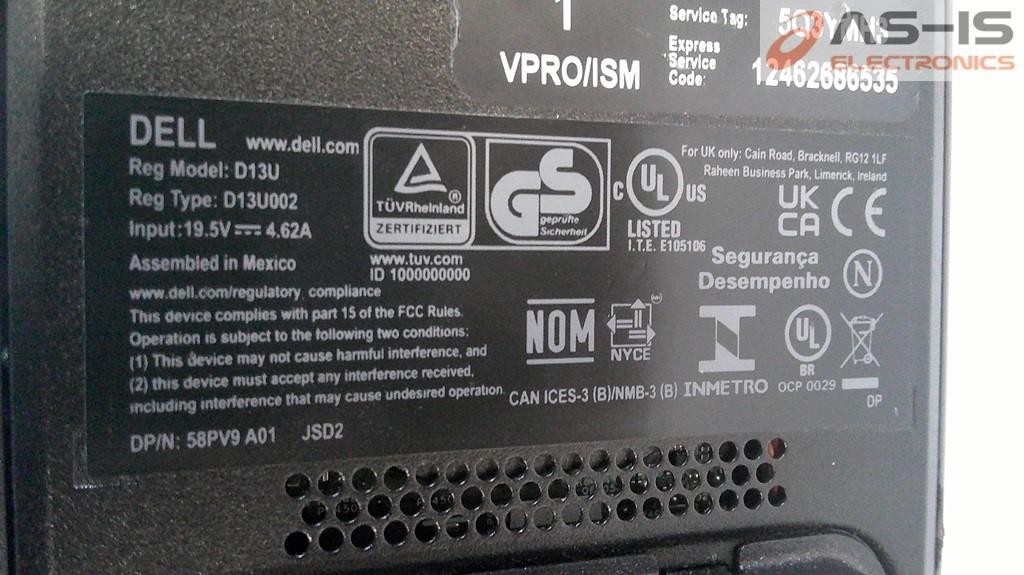 1
VPRO/ISM
Service Tag:
Express
Service
Code: 12462686535
AS-IS
ELECTRONICS
DELL www.dell.com
Reg Model: D13U
Reg Type: D13U002
Input: 19.5V 4.62A
Assembled in Mexico
www.dell.com/regulatory_compliance
This device complies with part 15 of the FCC Rules.
Operation is subject to the following two conditions:
(1) This device may not cause harmful interference, and
(2) this device must accept any interference received,
including interference that may cause undesired operation
DP/N: 58PV9 A01 JSD2
TÜVRheinland
ZERTIFIZIERT
www.tuv.com
ID 1000000000
GS
geprüfte
Sicherheit
C UL US
LISTED
I.T.E. E105106
For UK only: Cain Road, Bracknell, RG12 1LF
Raheen Business Park, Limerick, Ireland
UK
CA
CE
Segurança
Desempenho
N
NOM
NYCE
INMETRO
UL
BR
OCP 0029
DP
CAN ICES-3 (B)/NMB-3 (B)